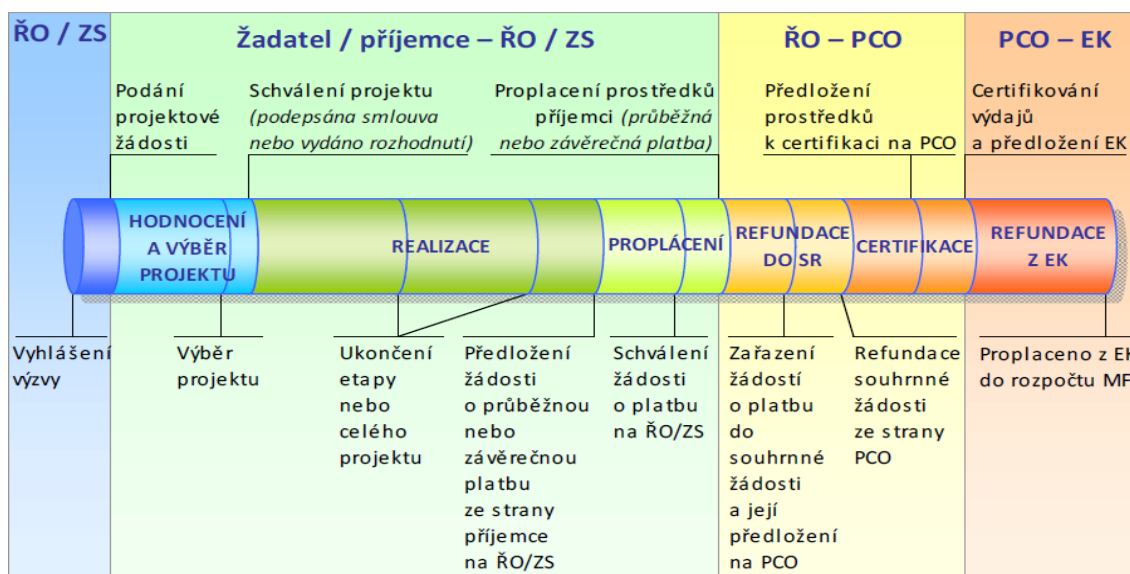 ŘO / ZS
Žadatel / příjemce – ŘO / ZS
ŘO – PCO
PCO – EK
Podání
projektové
žádosti
Schválení projektu
(podepsána smlouva
nebo vydáno rozhodnutí)
Proplacení prostředků
příjemci (průběžná
nebo závěrečná platba)
Předložení
prostředků
k certifikaci na PCO
Certifikování
výdajů
a předložení EK
HODNOCENÍ
A VÝBĚR
PROJEKTU
REALIZACE
PROPLÁCENÍ
REFUNDACE
DO SR
CERTIFIKACE
REFUNDACE
Z EK
Vyhlášení
výzvy
Výběr
projektu
Ukončení
etapy
nebo
celého
projektu
Předložení
žádosti
o průběžnou
nebo
závěrečnou
platbu
ze strany
příjemce
na ŘO/ZS
Schválení
žádosti
o platbu
na ŘO/ZS
Zařazení
žádostí
o platbu
do
souhrnné
žádosti
a její
předložení
na PCO
Refundace
souhrnné
žádosti
ze strany
PCO
Proplaceno z EK
do rozpočtu MF